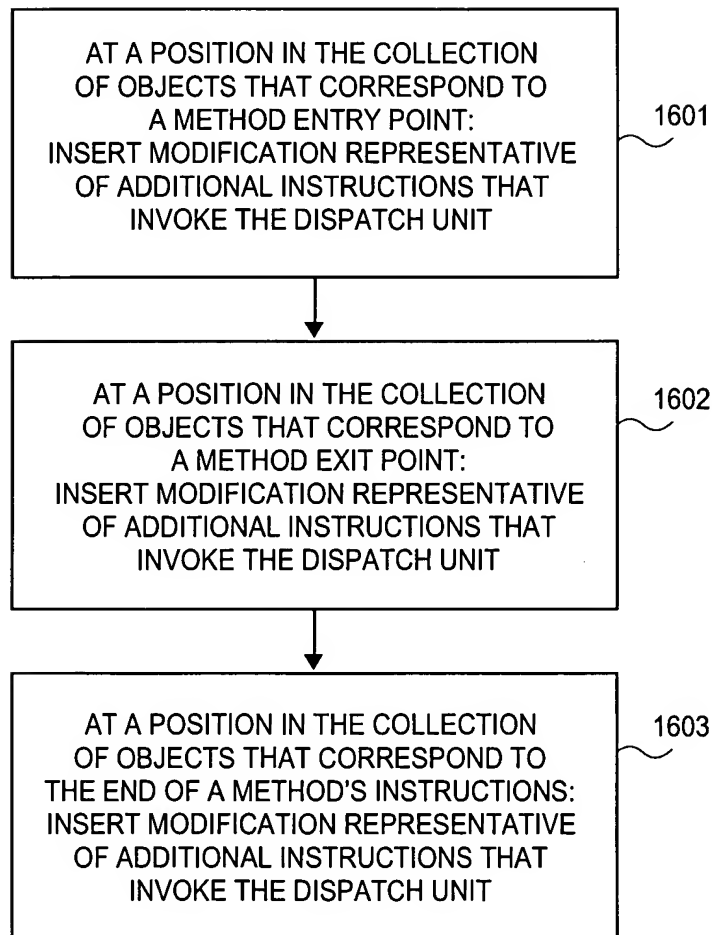 AT A POSITION IN THE COLLECTION
OF OBJECTS THAT CORRESPOND TO
A METHOD ENTRY POINT:
INSERT MODIFICATION REPRESENTATIVE
OF ADDITIONAL INSTRUCTIONS THAT
INVOKE THE DISPATCH UNIT
1601
AT A POSITION IN THE COLLECTION
OF OBJECTS THAT CORRESPOND TO
A METHOD EXIT POINT:
INSERT MODIFICATION REPRESENTATIVE
OF ADDITIONAL INSTRUCTIONS THAT
INVOKE THE DISPATCH UNIT
1602
AT A POSITION IN THE COLLECTION
OF OBJECTS THAT CORRESPOND TO
THE END OF A METHOD'S INSTRUCTIONS:
INSERT MODIFICATION REPRESENTATIVE
OF ADDITIONAL INSTRUCTIONS THAT
INVOKE THE DISPATCH UNIT
1603